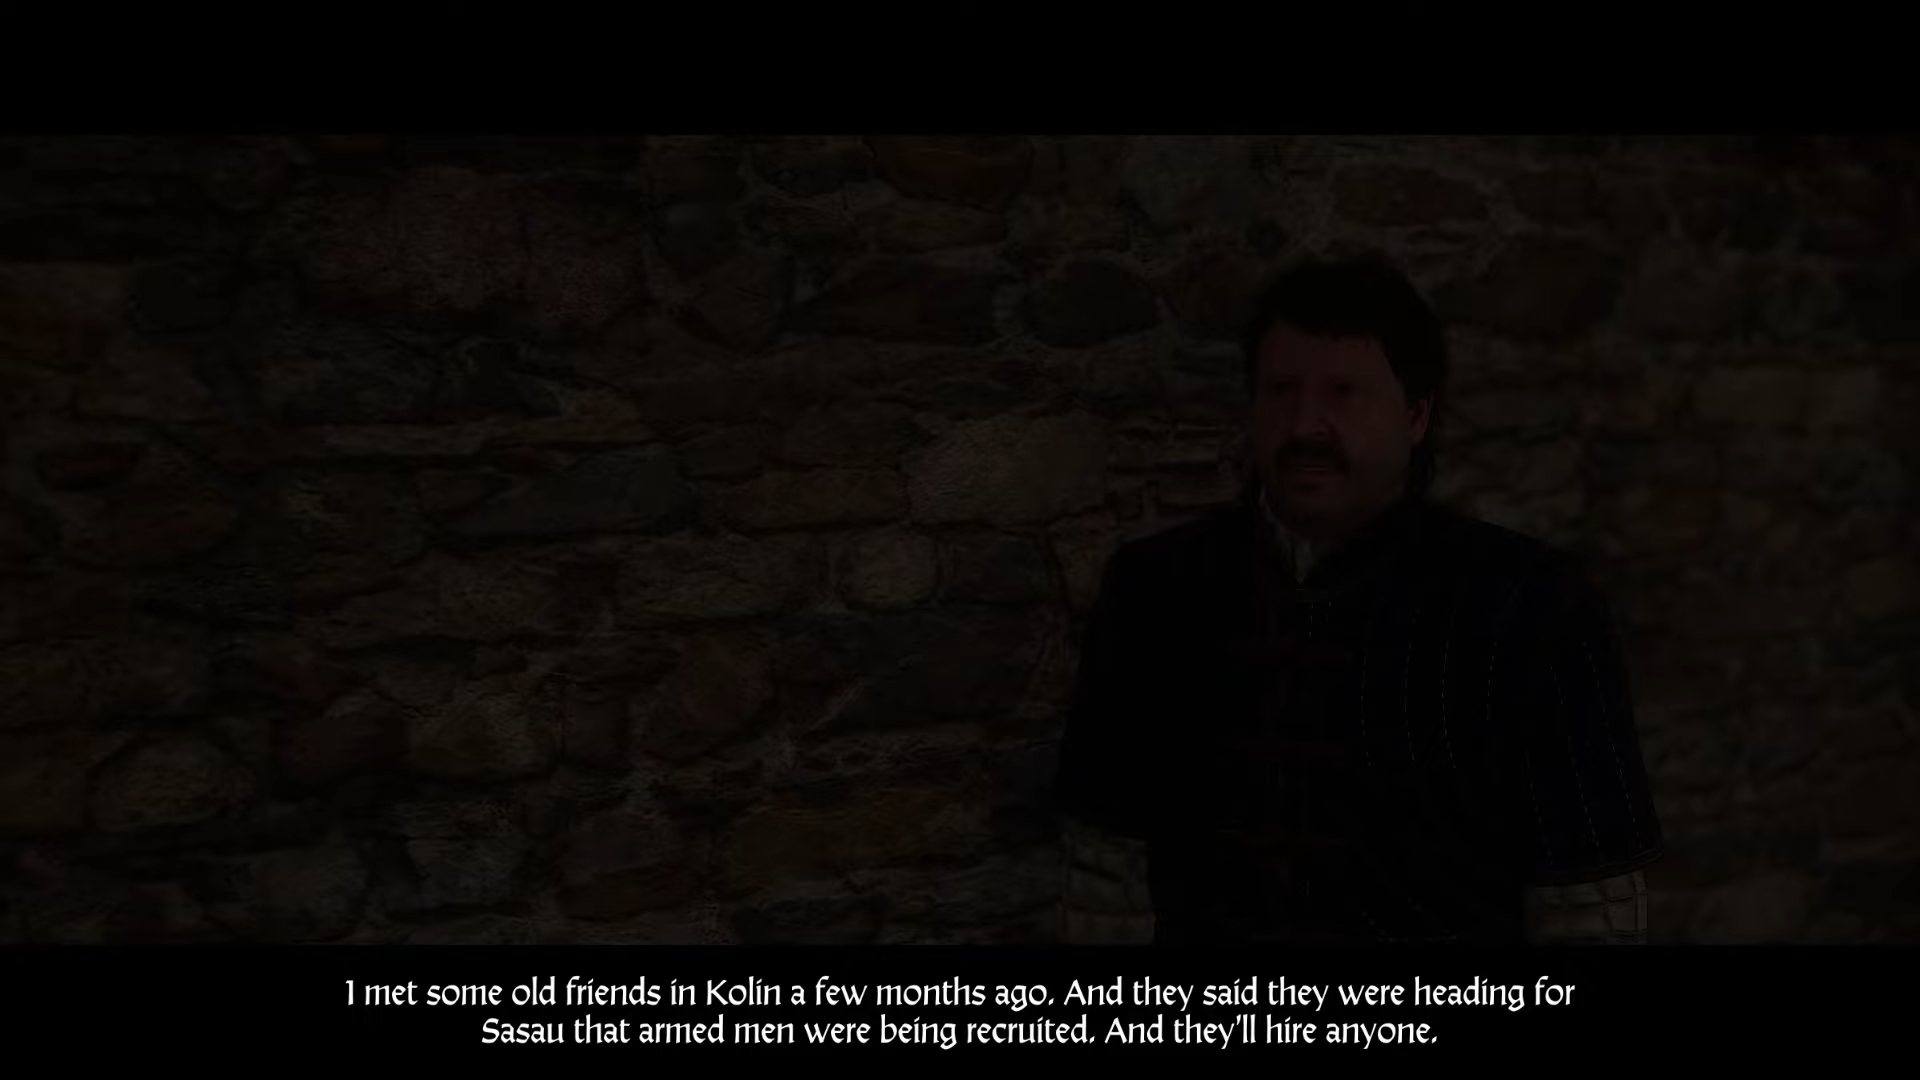 I met some old friends in Kolin a few months ago. And they said they were heading for
Sasau that armed men were being recruited. And they'll hire anyone.